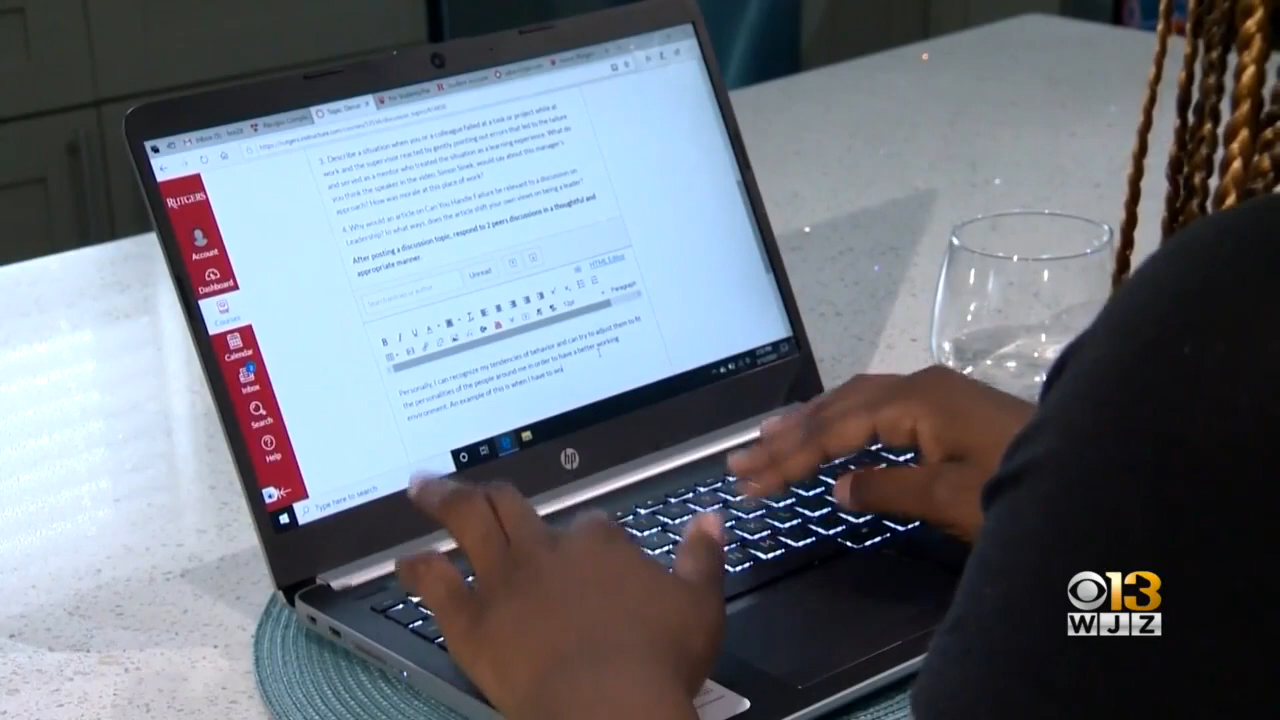 RUTGERS
Account
Dashboard
Courses
Calendar
Inbox
Search
Help
3. Describe a situation when you or a colleague failed at a task or project while at
work and the supervisor reacted by gently pointing out errors that led to the failure
and served as a mentor who treated the situation as a learning experience. What do
you think the speaker in the video, Simon Sinek, would say about this manager's
approach? How was morale at this place of work?
4. Why would an article on Can You Handle Failure be relevant to a discussion on
Leadership? In what ways, does the article shift your own views on being a leader?
After posting a discussion topic, respond to 2 peers discussions in a thoughtful and
appropriate manner.
Search entries or author
Unread
HTML Editor
B I U A
12pt
Paragraph
Personally, I can recognize my tendencies of behavior and can try to adjust them to fit
the personalities of the people around me in order to have a better working
environment. An example of this is when I have to wo
Type here to search
hp
13
WJZ